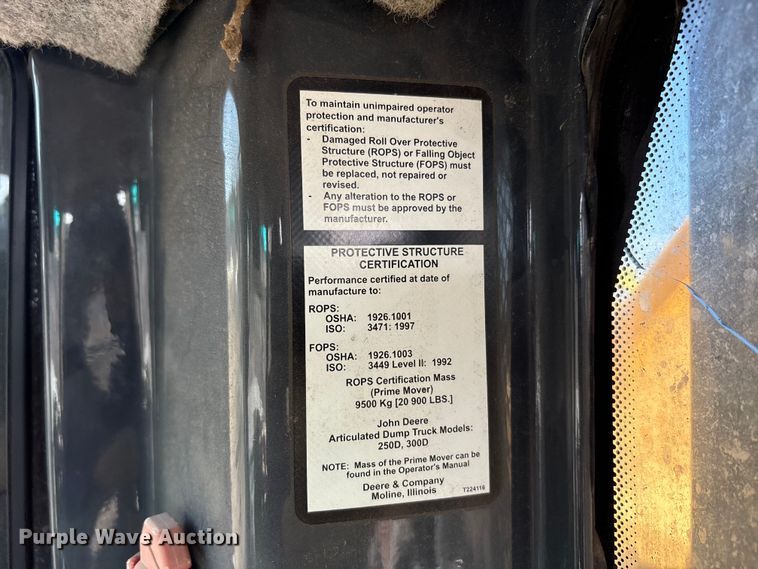 To maintain unimpaired operator
protection and manufacturer's
certification:
- Damaged Roll Over Protective
Structure (ROPS) or Falling Object
Protective Structure (FOPS) must
be replaced, not repaired or
revised.
- Any alteration to the ROPS or
FOPS must be approved by the
manufacturer.
PROTECTIVE STRUCTURE
CERTIFICATION
Performance certified at date of
manufacture to:
ROPS:
OSHA: 1926.1001
ISO: 3471: 1997
FOPS:
OSHA: 1926.1003
ISO: 3449 Level II: 1992
ROPS Certification Mass
(Prime Mover)
9500 Kg [20 900 LBS.]
John Deere
Articulated Dump Truck Models:
250D, 300D
NOTE: Mass of the Prime Mover can be
found in the Operator's Manual
Deere & Company
Moline, Illinois
T224116
Purple Wave Auction®